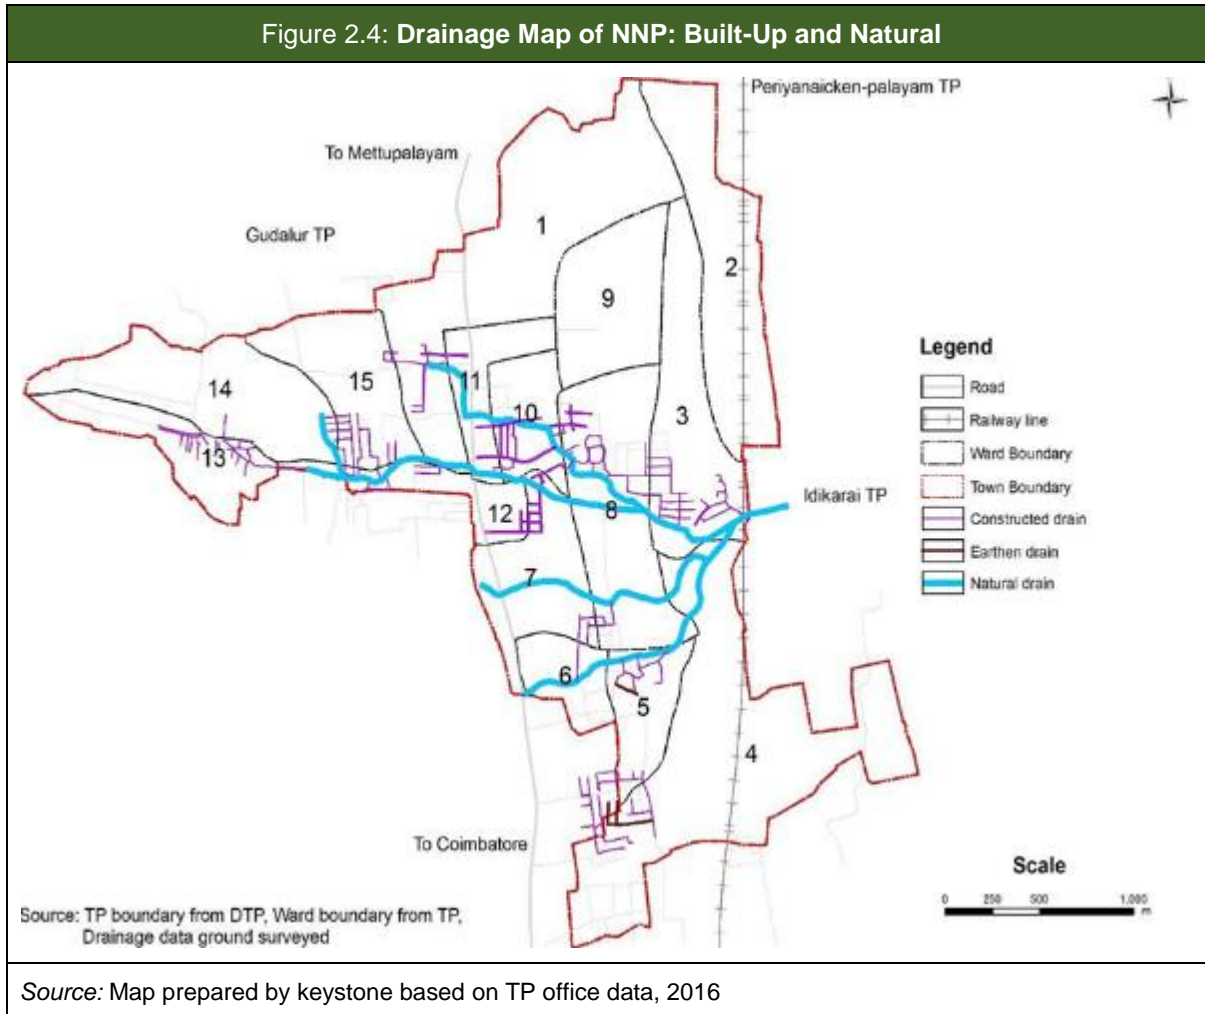 Figure 2.4: Drainage Map of NNP: Built-Up and Natural
Periyanaicken-palayam TP
To Mettupalayam
Gudalur TP
1
2
9
14
15
11
10
3
13
12
8
Idikarai TP
7
6
5
4
To Coimbatore
Legend
Road
Railway line
Ward Boundary
Town Boundary
Constructed drain
Earthen drain
Natural drain
Scale
0 250 500 1,000
m
Source: TP boundary from DTP, Ward boundary from TP,
Drainage data ground surveyed
Source: Map prepared by keystone based on TP office data, 2016